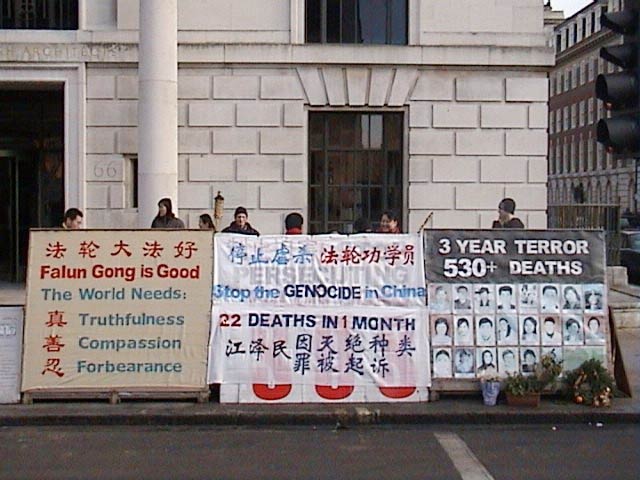 ARCHITECT
66
法轮大法好
Falun Gong is Good
The World Needs:
真 Truthfulness
善 Compassion
忍 Forbearance
停止虐杀 法轮功学员
PERSECUTING
Stop the GENOCIDE in China
22 DEATHS IN 1 MONTH
江泽民因灭绝种类
罪被起诉
3 YEAR TERROR
530+ DEATHS